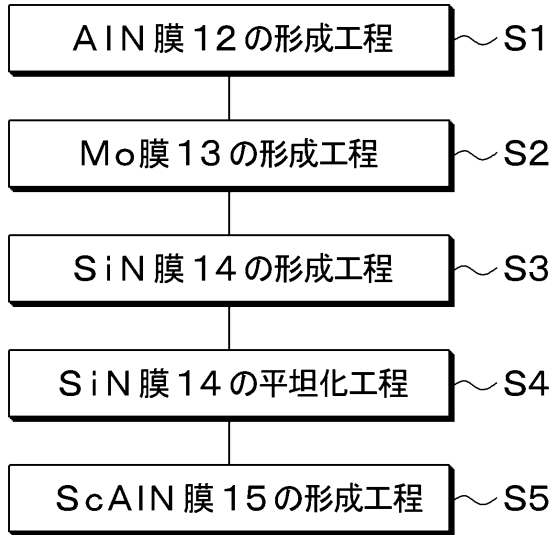 AlN膜12の形成工程 S1
Mo膜13の形成工程 S2
SiN膜14の形成工程 S3
SiN膜14の平坦化工程 S4
ScAlN膜15の形成工程 S5